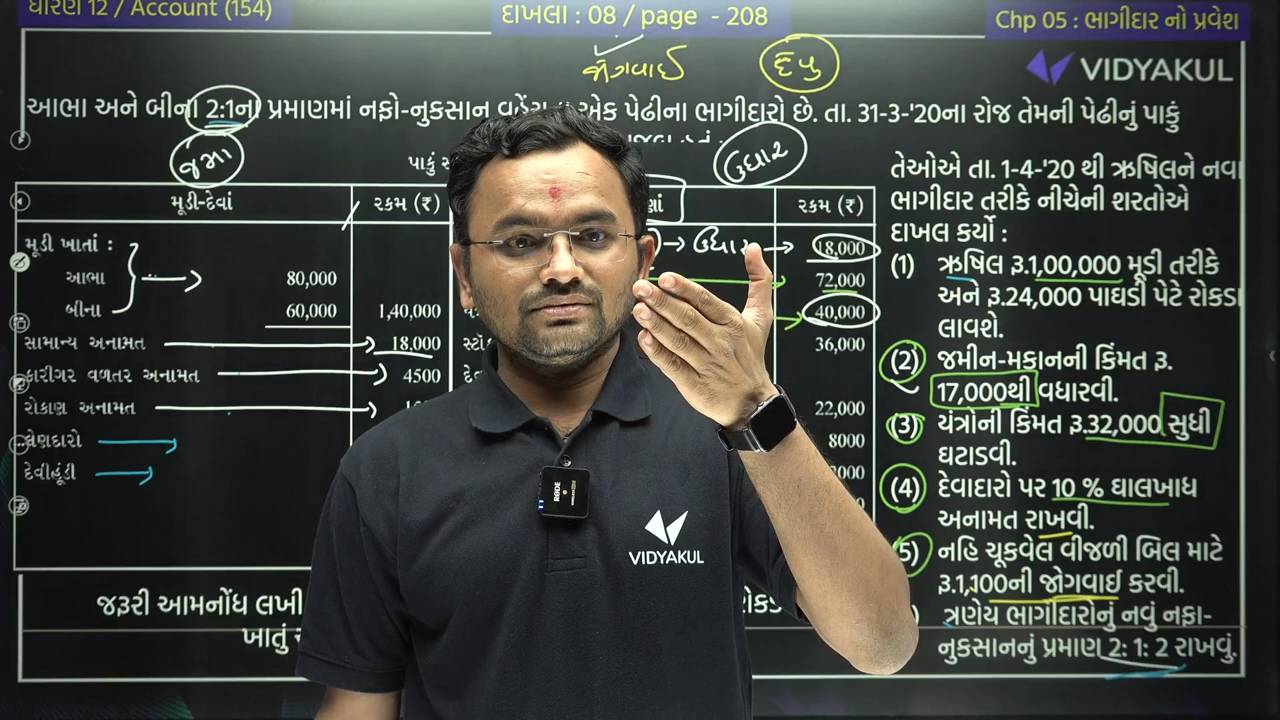 ધોરણ 12 / Account (154)
દાખલા : 08 / page - 208
Chp 05 : ભાગીદાર નો પ્રવેશ
જોગવાઈ
દેપુ
VIDYAKUL
આભા અને બીના 2:1ના પ્રમાણમાં નફો-નુકસાન એક પેઢીના ભાગીદારો છે. તા. 31-3-'20ના રોજ તેમની પેઢીનું પાકું
જમા
ઉધાર
પાકું
મૂડી-દેવાં
રકમ (₹)
રકમ (₹)
મૂડી ખાતાં :
ઉધાર
18,000
આભા 80,000
72,000
બીના 60,000 1,40,000
40,000
સામાન્ય અનામત 18,000
36,000
કારીગર વળતર અનામત 4500
રોકાણ અનામત
22,000
લેણદારો
8000
દેવીહૂંડી
તેઓએ તા. 1-4-'20 થી ઋષિલને નવા
ભાગીદાર તરીકે નીચેની શરતોએ
દાખલ કર્યો :
(1) ઋષિલ રૂ.1,00,000 મૂડી તરીકે
અને રૂ.24,000 પાઘડી પેટે રોકડા
લાવશે.
(2) જમીન-મકાનની કિંમત રૂ.
17,000થી વધારવી.
(3) યંત્રોની કિંમત રૂ.32,000 સુધી
ઘટાડવી.
(4) દેવાદારો પર 10 % ઘાલખાધ
અનામત રાખવી.
(5) નહિ ચૂકવેલ વીજળી બિલ માટે
રૂ.1,100ની જોગવાઈ કરવી.
ત્રણેય ભાગીદારોનું નવું નફા-
નુકસાનનું પ્રમાણ 2: 1: 2 રાખવું.
જરૂરી આમનોંધ લખી
ખાતું
RØDE
VIDYAKUL